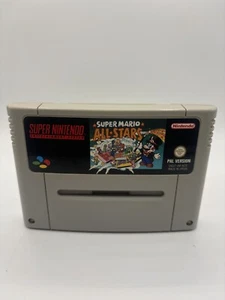 SUPER NINTENDO
SUPER MARIO
ALL-STARS
Nintendo
PAL VERSION